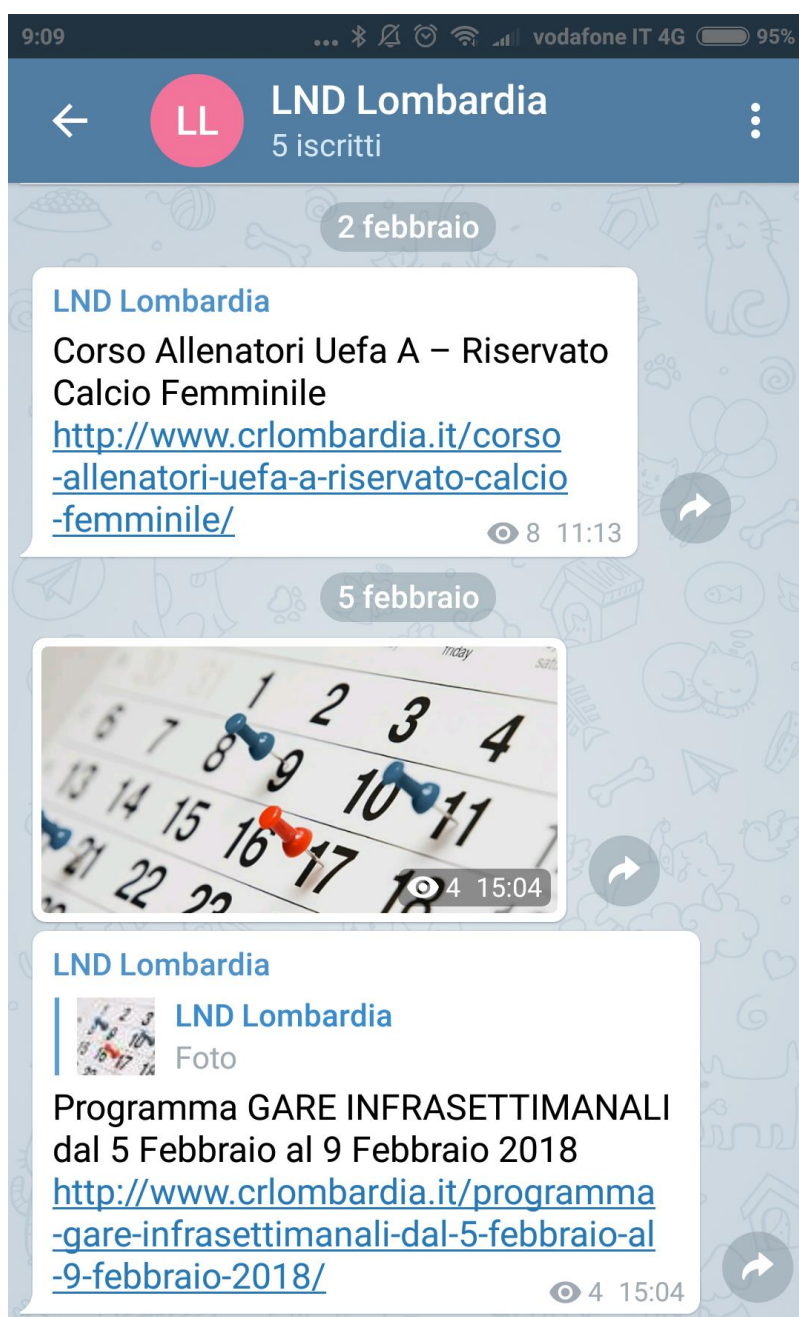 9:09 ... vodafone IT 4G 95%
LL
LND Lombardia
5 iscritti
2 febbraio
LND Lombardia
Corso Allenatori Uefa A – Riservato
Calcio Femminile
http://www.crlombardia.it/corso
-allenatori-uefa-a-riservato-calcio
-femminile/
8 11:13
5 febbraio
friday
1 2 3 4
6 7 8 9 10 11
13 14 15 16 17 18
21 22 23
4 15:04
LND Lombardia
LND Lombardia
Foto
Programma GARE INFRASETTIMANALI
dal 5 Febbraio al 9 Febbraio 2018
http://www.crlombardia.it/programma
-gare-infrasettimanali-dal-5-febbraio-al
-9-febbraio-2018/
4 15:04